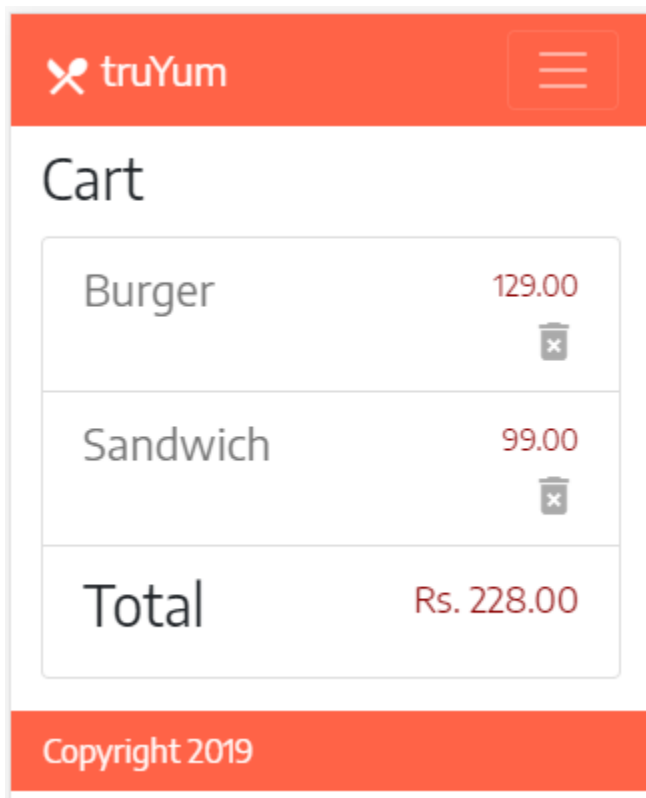 truYum
Cart
Burger 129.00
Sandwich 99.00
Total Rs. 228.00
Copyright 2019